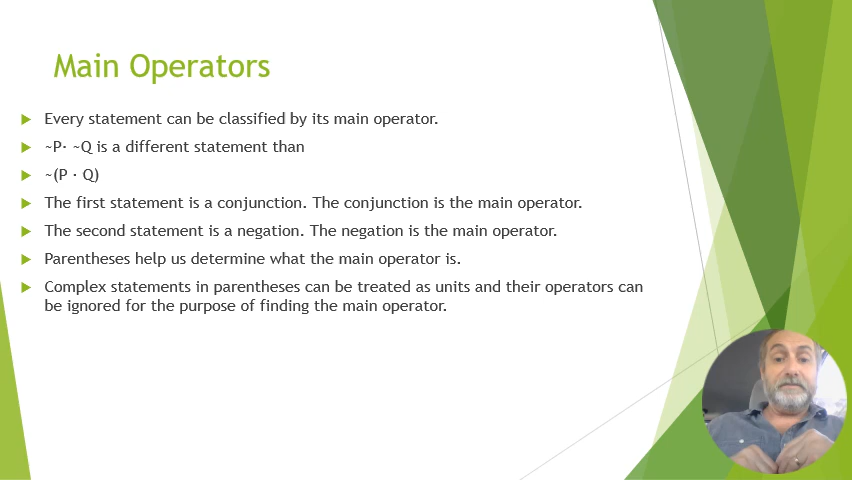 Main Operators
Every statement can be classified by its main operator.
~P· ~Q is a different statement than
~(P · Q)
The first statement is a conjunction. The conjunction is the main operator.
The second statement is a negation. The negation is the main operator.
Parentheses help us determine what the main operator is.
Complex statements in parentheses can be treated as units and their operators can
be ignored for the purpose of finding the main operator.